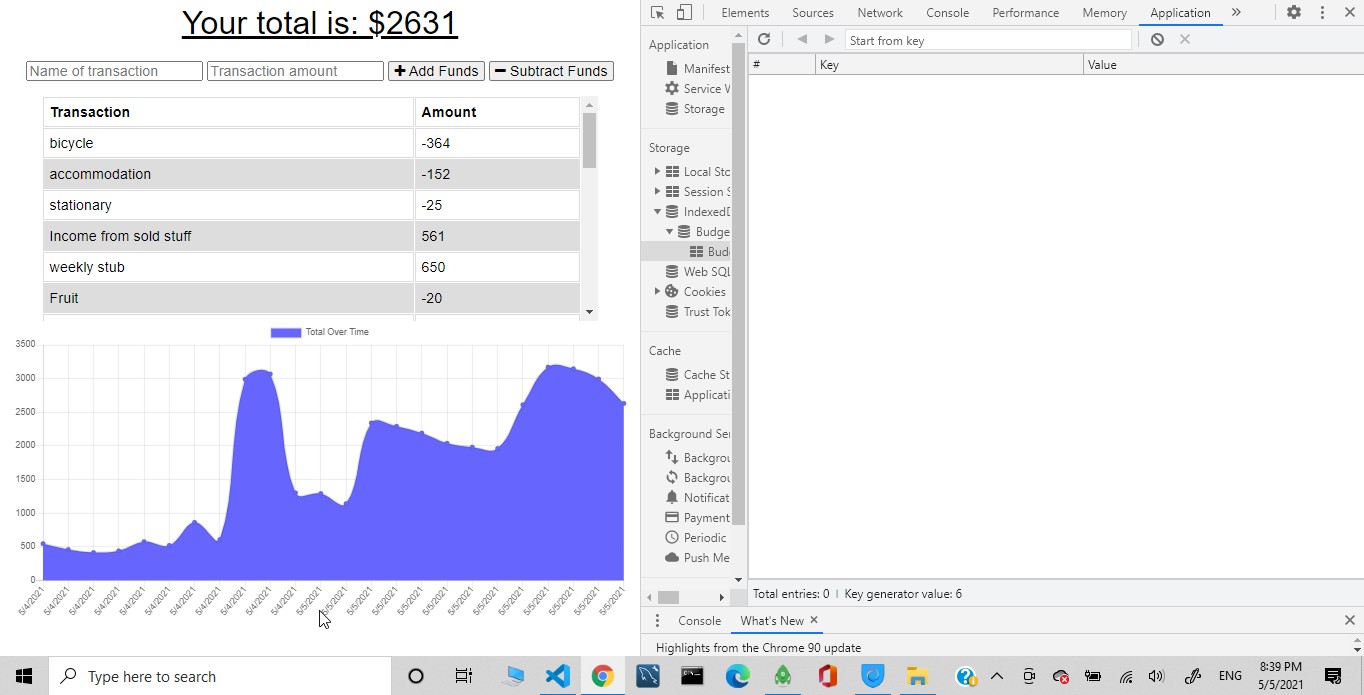 Your total is: $2631
Name of transaction Transaction amount + Add Funds − Subtract Funds
Transaction Amount
bicycle -364
accommodation -152
stationary -25
Income from sold stuff 561
weekly stub 650
Fruit -20
Total Over Time
3500
3000
2500
2000
1500
1000
500
0
5/4/2021 5/4/2021 5/4/2021 5/4/2021 5/4/2021 5/4/2021 5/4/2021 5/4/2021 5/4/2021 5/4/2021 5/4/2021 5/5/2021 5/5/2021 5/5/2021 5/5/2021 5/5/2021 5/5/2021 5/5/2021 5/5/2021 5/5/2021 5/5/2021 5/5/2021 5/5/2021 5/5/2021
Elements Sources Network Console Performance Memory Application »
Application
Manifest
Service W
Storage
Storage
Local Sto
Session S
IndexedD
Budge
Bud
Web SQL
Cookies
Trust Tok
Cache
Cache St
Applicati
Background Ser
Backgrou
Backgrou
Notificat
Payment
Periodic
Push Me
Start from key
# Key Value
Total entries: 0 Key generator value: 6
Console What's New
Highlights from the Chrome 90 update
Type here to search
ENG
8:39 PM
5/5/2021